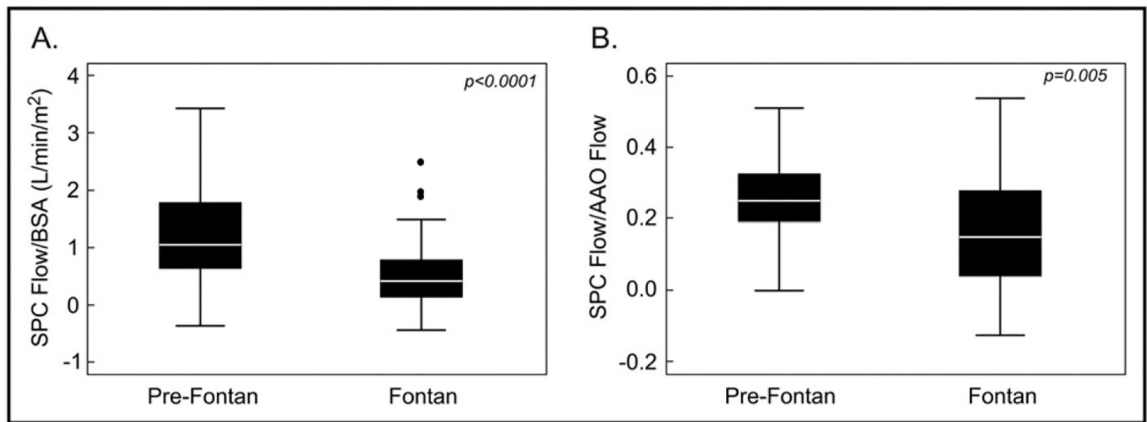 A.
SPC Flow/BSA (L/min/m²)
4
3
2
1
0
-1
p<0.0001
Pre-Fontan Fontan
B.
SPC Flow/AAO Flow
0.6
0.4
0.2
0.0
-0.2
p=0.005
Pre-Fontan Fontan